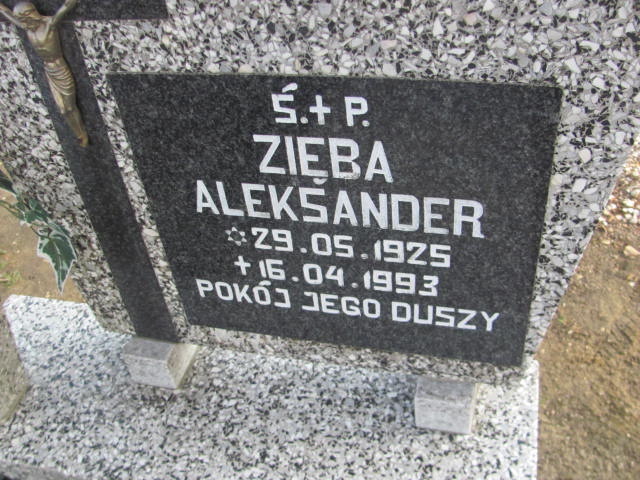 Ś.+P.
ZIĘBA
ALEKSANDER
✡29.05.1925
+16.04.1993
POKÓJ JEGO DUSZY